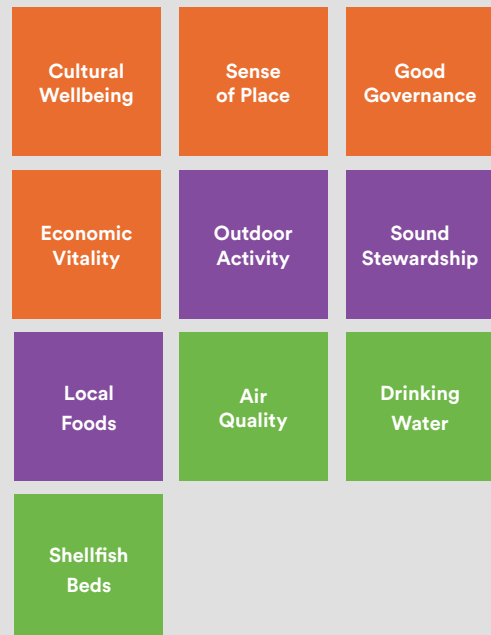 Cultural
Wellbeing
Sense
of Place
Good
Governance
Economic
Vitality
Outdoor
Activity
Sound
Stewardship
Local
Foods
Air
Quality
Drinking
Water
Shellfish
Beds